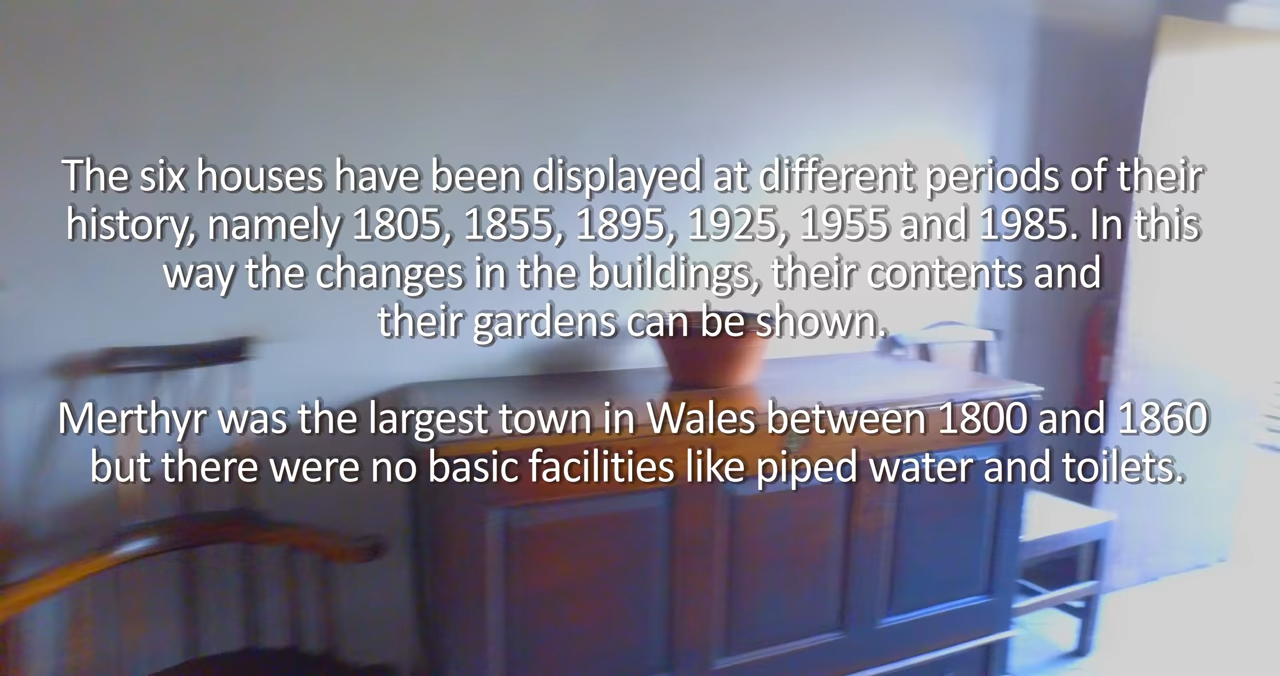 The six houses have been displayed at different periods of their
history, namely 1805, 1855, 1895, 1925, 1955 and 1985. In this
way the changes in the buildings, their contents and
their gardens can be shown.
Merthyr was the largest town in Wales between 1800 and 1860
but there were no basic facilities like piped water and toilets.